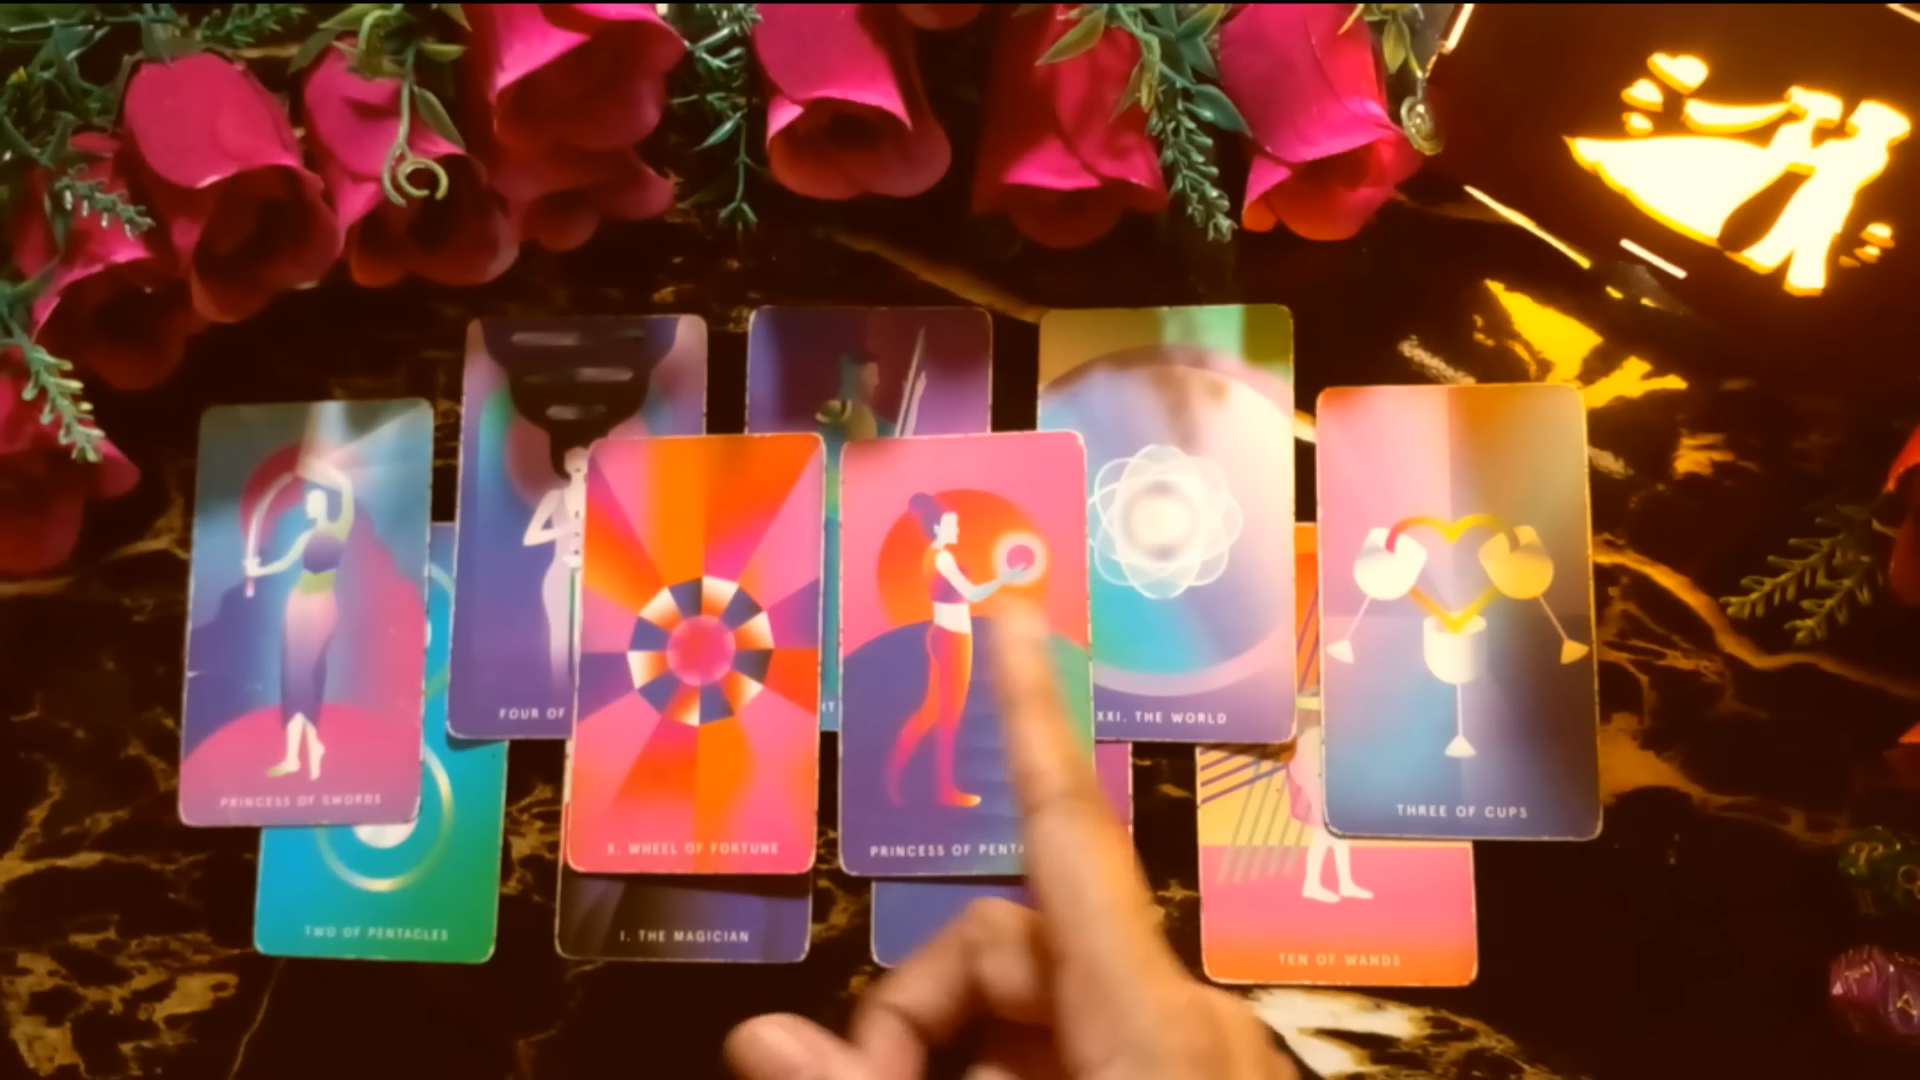 FOUR OF
XXI. THE WORLD
PRINCESS OF SWORDS
THREE OF CUPS
X. WHEEL OF FORTUNE
PRINCESS OF PENTA
TWO OF PENTACLES
I. THE MAGICIAN
TEN OF WANDS